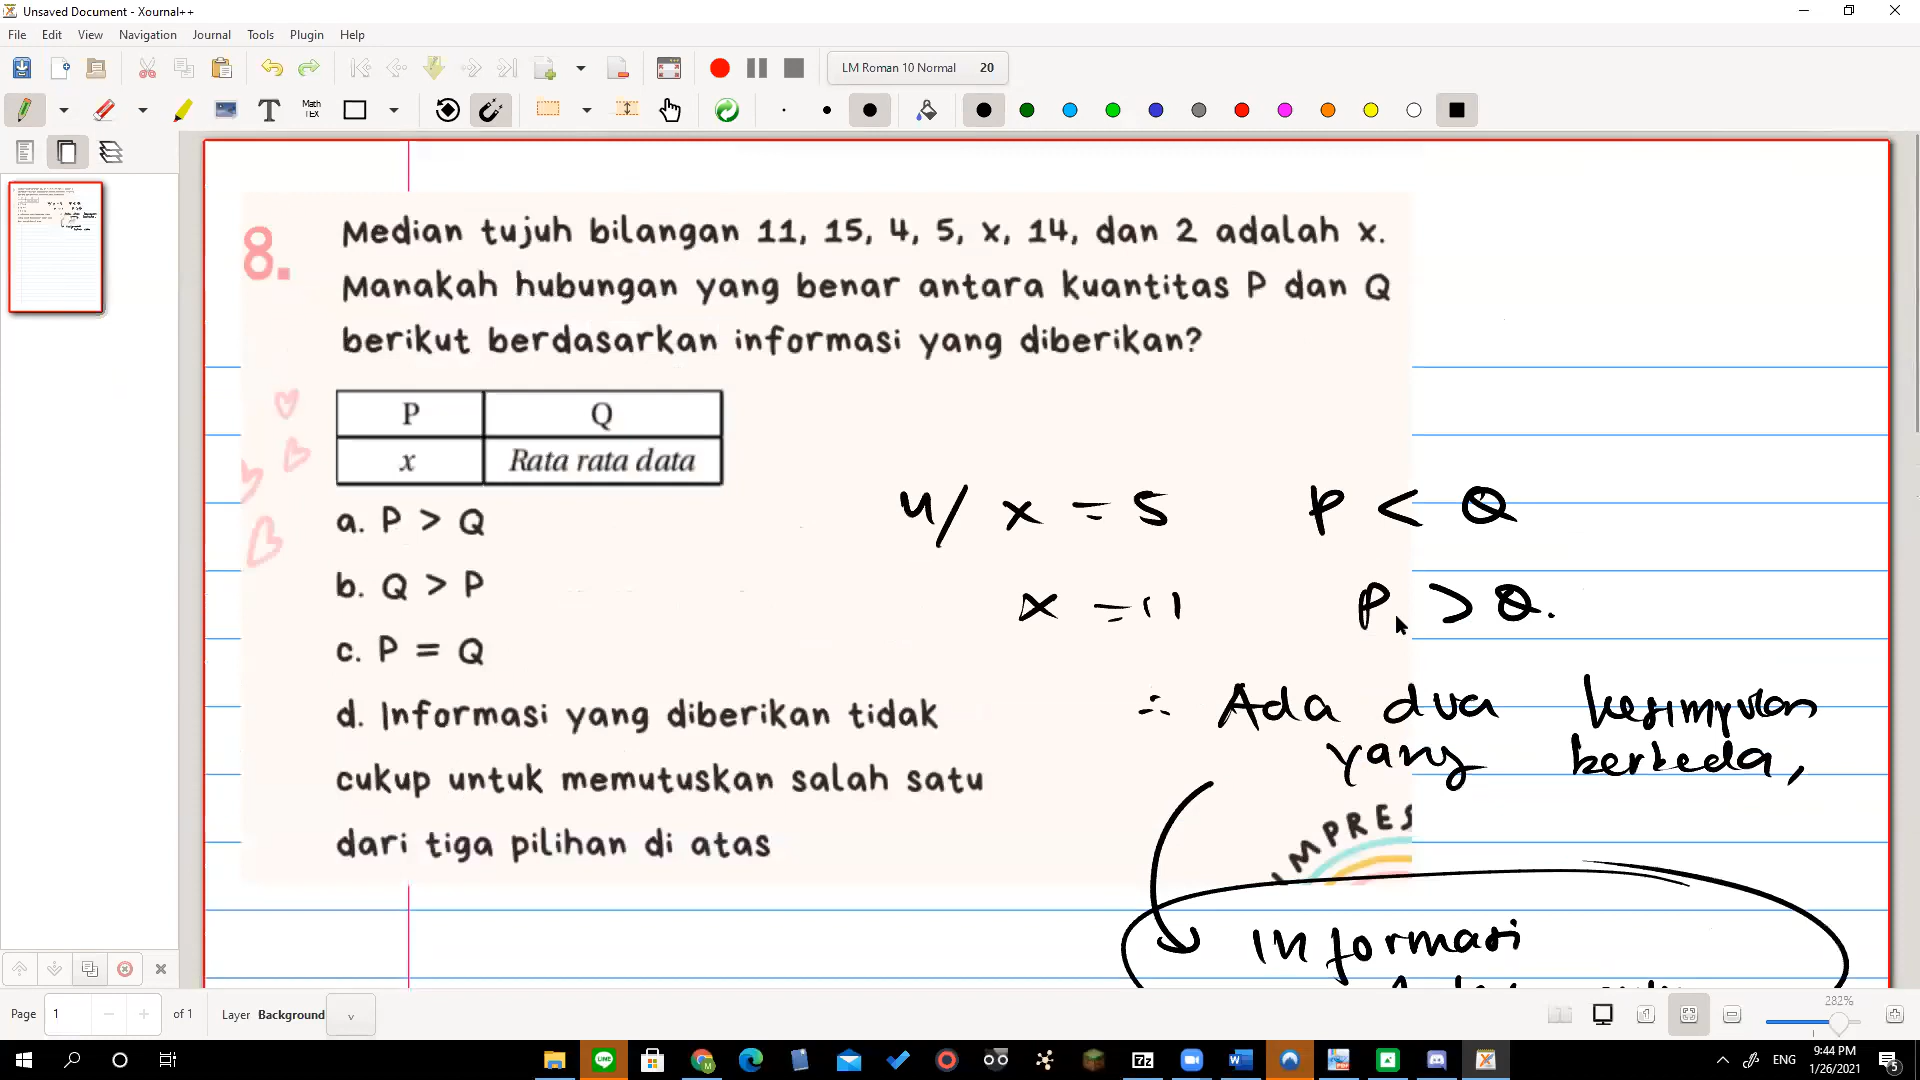 Unsaved Document - Xournal++
File Edit View Navigation Journal Tools Plugin Help
LM Roman 10 Normal 20
Math
TEX
8. Median tujuh bilangan 11, 15, 4, 5, x, 14, dan 2 adalah x.
Manakah hubungan yang benar antara kuantitas P dan Q
berikut berdasarkan informasi yang diberikan?
P Q
x Rata rata data
a. P > Q
b. Q > P
c. P = Q
d. Informasi yang diberikan tidak
cukup untuk memutuskan salah satu
dari tiga pilihan di atas
u/ x = 5 P < Q
x = 11 P > Q.
∴ Ada dua kesimpulan
yang berbeda,
MPRES
Informasi
Page 1 of 1 Layer Background 282%
ENG
9:44 PM
1/26/2021
5